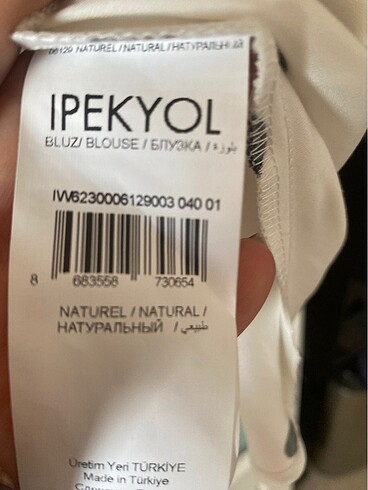 06129 NATUREL / NATURAL / НАТУРАЛЬНЫЙ
IPEKYOL
BLUZ/ BLOUSE / БЛУЗКА / بلوزة
IW6230006129003 040 01
8 683558 730654
NATUREL / NATURAL /
НАТУРАЛЬНЫЙ / طبيعي
Üretim Yeri TÜRKİYE
Made in Türkiye